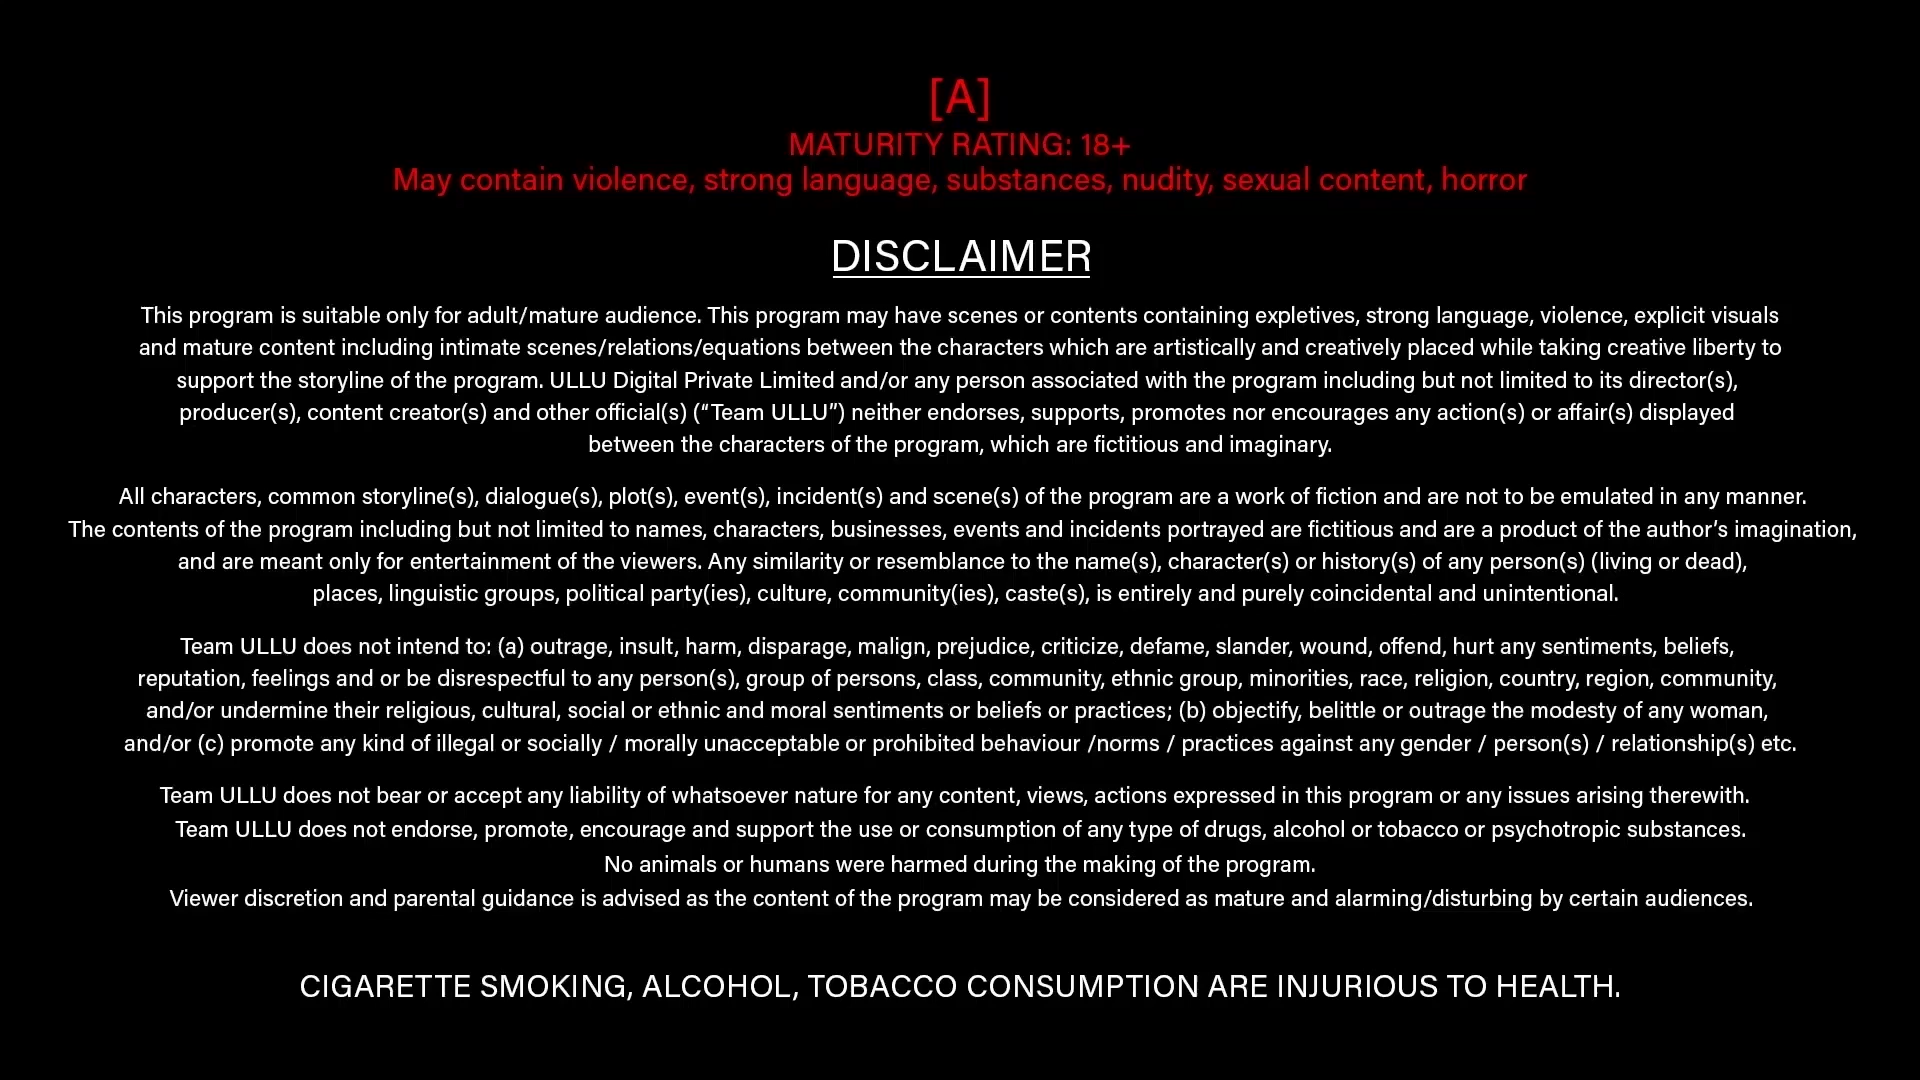 [A]
MATURITY RATING: 18+
May contain violence, strong language, substances, nudity, sexual content, horror
DISCLAIMER
This program is suitable only for adult/mature audience. This program may have scenes or contents containing expletives, strong language, violence, explicit visuals
and mature content including intimate scenes/relations/equations between the characters which are artistically and creatively placed while taking creative liberty to
support the storyline of the program. ULLU Digital Private Limited and/or any person associated with the program including but not limited to its director(s),
producer(s), content creator(s) and other official(s) (“Team ULLU”) neither endorses, supports, promotes nor encourages any action(s) or affair(s) displayed
between the characters of the program, which are fictitious and imaginary.
All characters, common storyline(s), dialogue(s), plot(s), event(s), incident(s) and scene(s) of the program are a work of fiction and are not to be emulated in any manner.
The contents of the program including but not limited to names, characters, businesses, events and incidents portrayed are fictitious and are a product of the author’s imagination,
and are meant only for entertainment of the viewers. Any similarity or resemblance to the name(s), character(s) or history(s) of any person(s) (living or dead),
places, linguistic groups, political party(ies), culture, community(ies), caste(s), is entirely and purely coincidental and unintentional.
Team ULLU does not intend to: (a) outrage, insult, harm, disparage, malign, prejudice, criticize, defame, slander, wound, offend, hurt any sentiments, beliefs,
reputation, feelings and or be disrespectful to any person(s), group of persons, class, community, ethnic group, minorities, race, religion, country, region, community,
and/or undermine their religious, cultural, social or ethnic and moral sentiments or beliefs or practices; (b) objectify, belittle or outrage the modesty of any woman,
and/or (c) promote any kind of illegal or socially / morally unacceptable or prohibited behaviour /norms / practices against any gender / person(s) / relationship(s) etc.
Team ULLU does not bear or accept any liability of whatsoever nature for any content, views, actions expressed in this program or any issues arising therewith.
Team ULLU does not endorse, promote, encourage and support the use or consumption of any type of drugs, alcohol or tobacco or psychotropic substances.
No animals or humans were harmed during the making of the program.
Viewer discretion and parental guidance is advised as the content of the program may be considered as mature and alarming/disturbing by certain audiences.
CIGARETTE SMOKING, ALCOHOL, TOBACCO CONSUMPTION ARE INJURIOUS TO HEALTH.